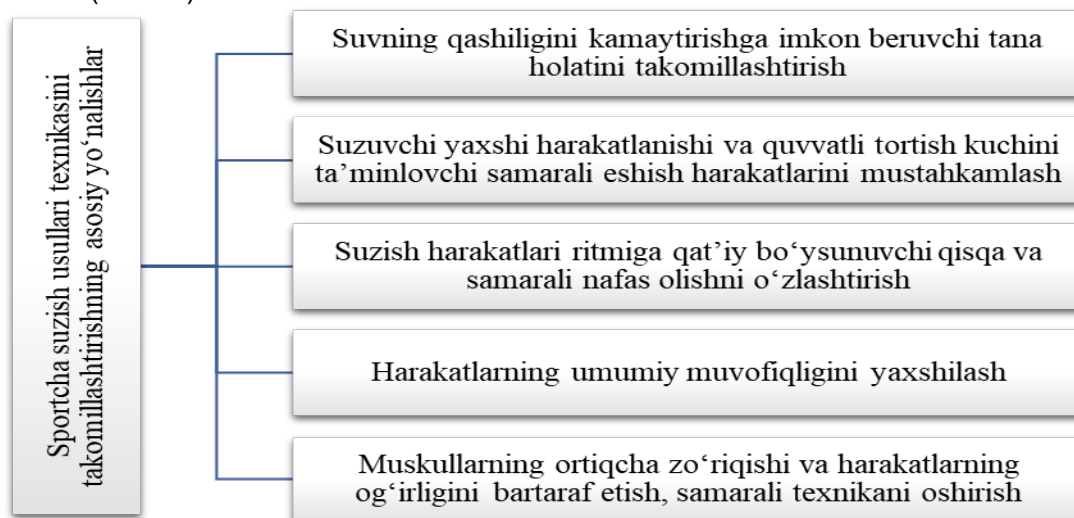 Sportcha suzish usullari texnikasini
takomillashtirishning asosiy yo‘nalishlar
Suvning qashiligini kamaytirishga imkon beruvchi tana
holatini takomillashtirish
Suzuvchi yaxshi harakatlanishi va quvvatli tortish kuchini
ta’minlovchi samarali eshish harakatlarini mustahkamlash
Suzish harakatlari ritmiga qat’iy bo‘ysunuvchi qisqa va
samarali nafas olishni o‘zlashtirish
Harakatlarning umumiy muvofiqligini yaxshilash
Muskullarning ortiqcha zo‘riqishi va harakatlarning
og‘irligini bartaraf etish, samarali texnikani oshirish